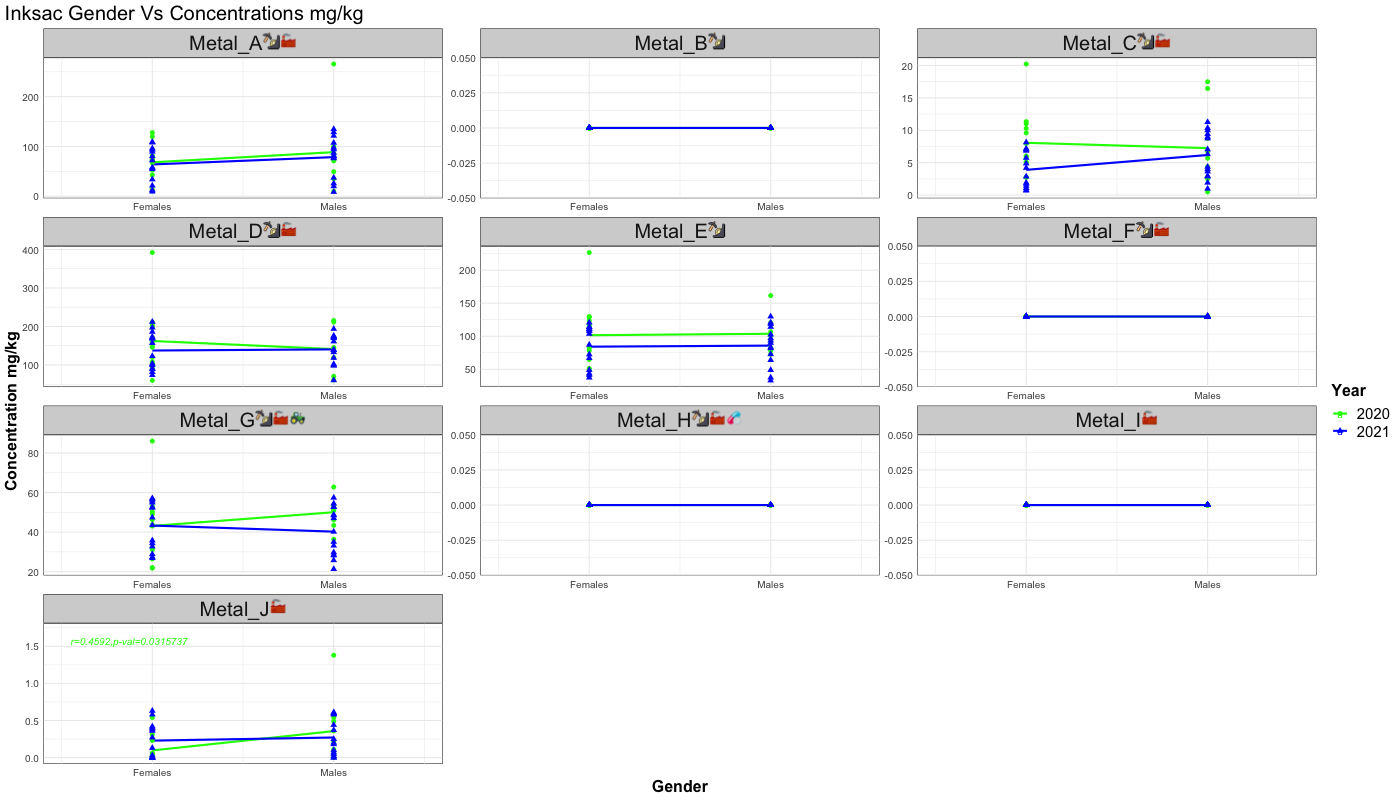 Inksac Gender Vs Concentrations mg/kg
Metal_A
Metal_B
Metal_C
200
100
0
Females
Males
0.050
0.025
0.000
-0.025
-0.050
Females
Males
20
15
10
5
0
Females
Males
Metal_D
Metal_E
Metal_F
400
300
200
100
Females
Males
200
150
100
50
Females
Males
0.050
0.025
0.000
-0.025
-0.050
Females
Males
Metal_G
Metal_H
Metal_I
80
60
40
20
Females
Males
0.050
0.025
0.000
-0.025
-0.050
Females
Males
0.050
0.025
0.000
-0.025
-0.050
Females
Males
Metal_J
r=0.4592,p-val=0.0315737
1.5
1.0
0.5
0.0
Females
Males
Concentration mg/kg
Gender
Year
2020
2021